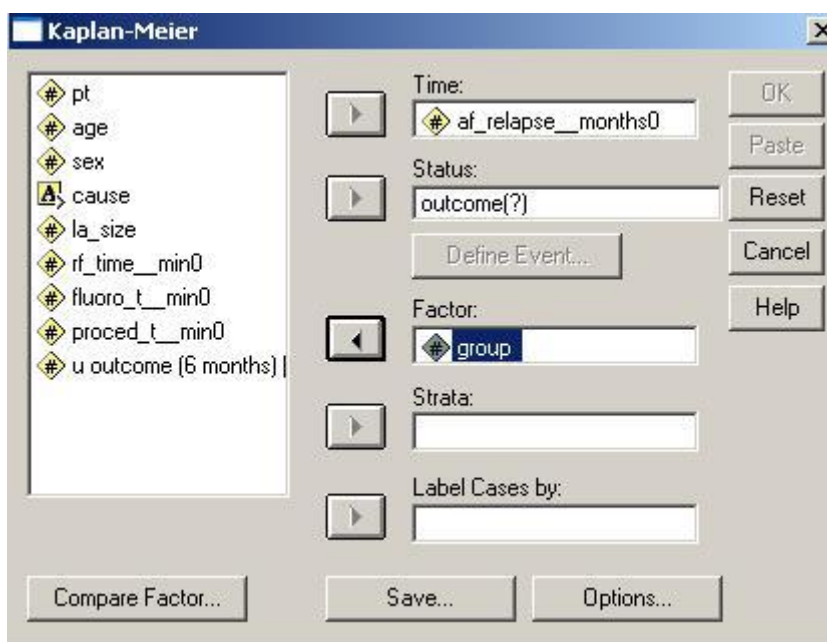 Kaplan-Meier
pt
age
sex
cause
la_size
rf_time__min0
fluoro_t__min0
proced_t__min0
u outcome (6 months) [
Time:
af_relapse__months0
Status:
outcome(?)
Define Event...
Factor:
group
Strata:
Label Cases by:
OK
Paste
Reset
Cancel
Help
Compare Factor...
Save...
Options...